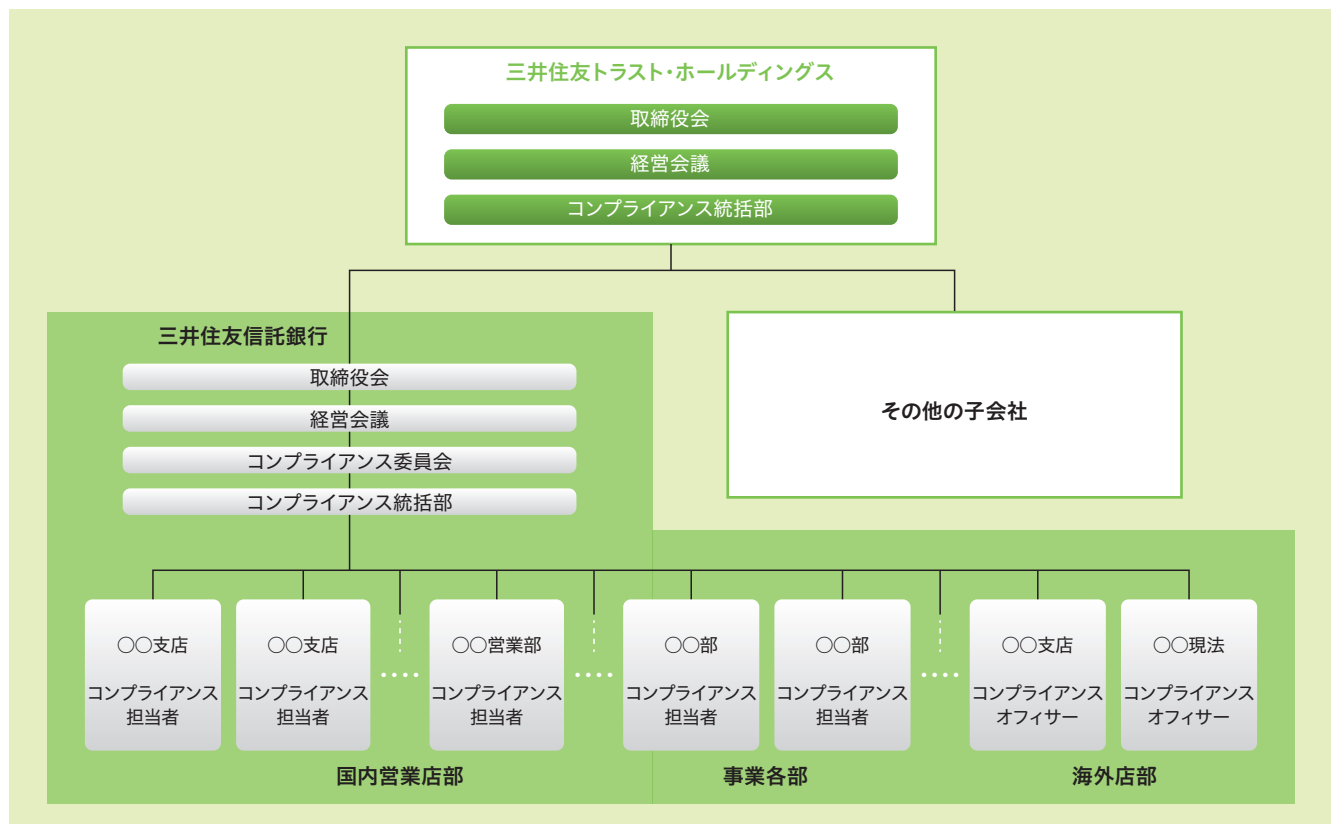 三井住友トラスト・ホールディングス
取締役会
経営会議
コンプライアンス統括部
三井住友信託銀行
取締役会
経営会議
コンプライアンス委員会
コンプライアンス統括部
その他の子会社
○○支店
コンプライアンス
担当者
○○支店
コンプライアンス
担当者
○○営業部
コンプライアンス
担当者
○○部
コンプライアンス
担当者
○○部
コンプライアンス
担当者
○○支店
コンプライアンス
オフィサー
○○現法
コンプライアンス
オフィサー
国内営業店部
事業各部
海外店部